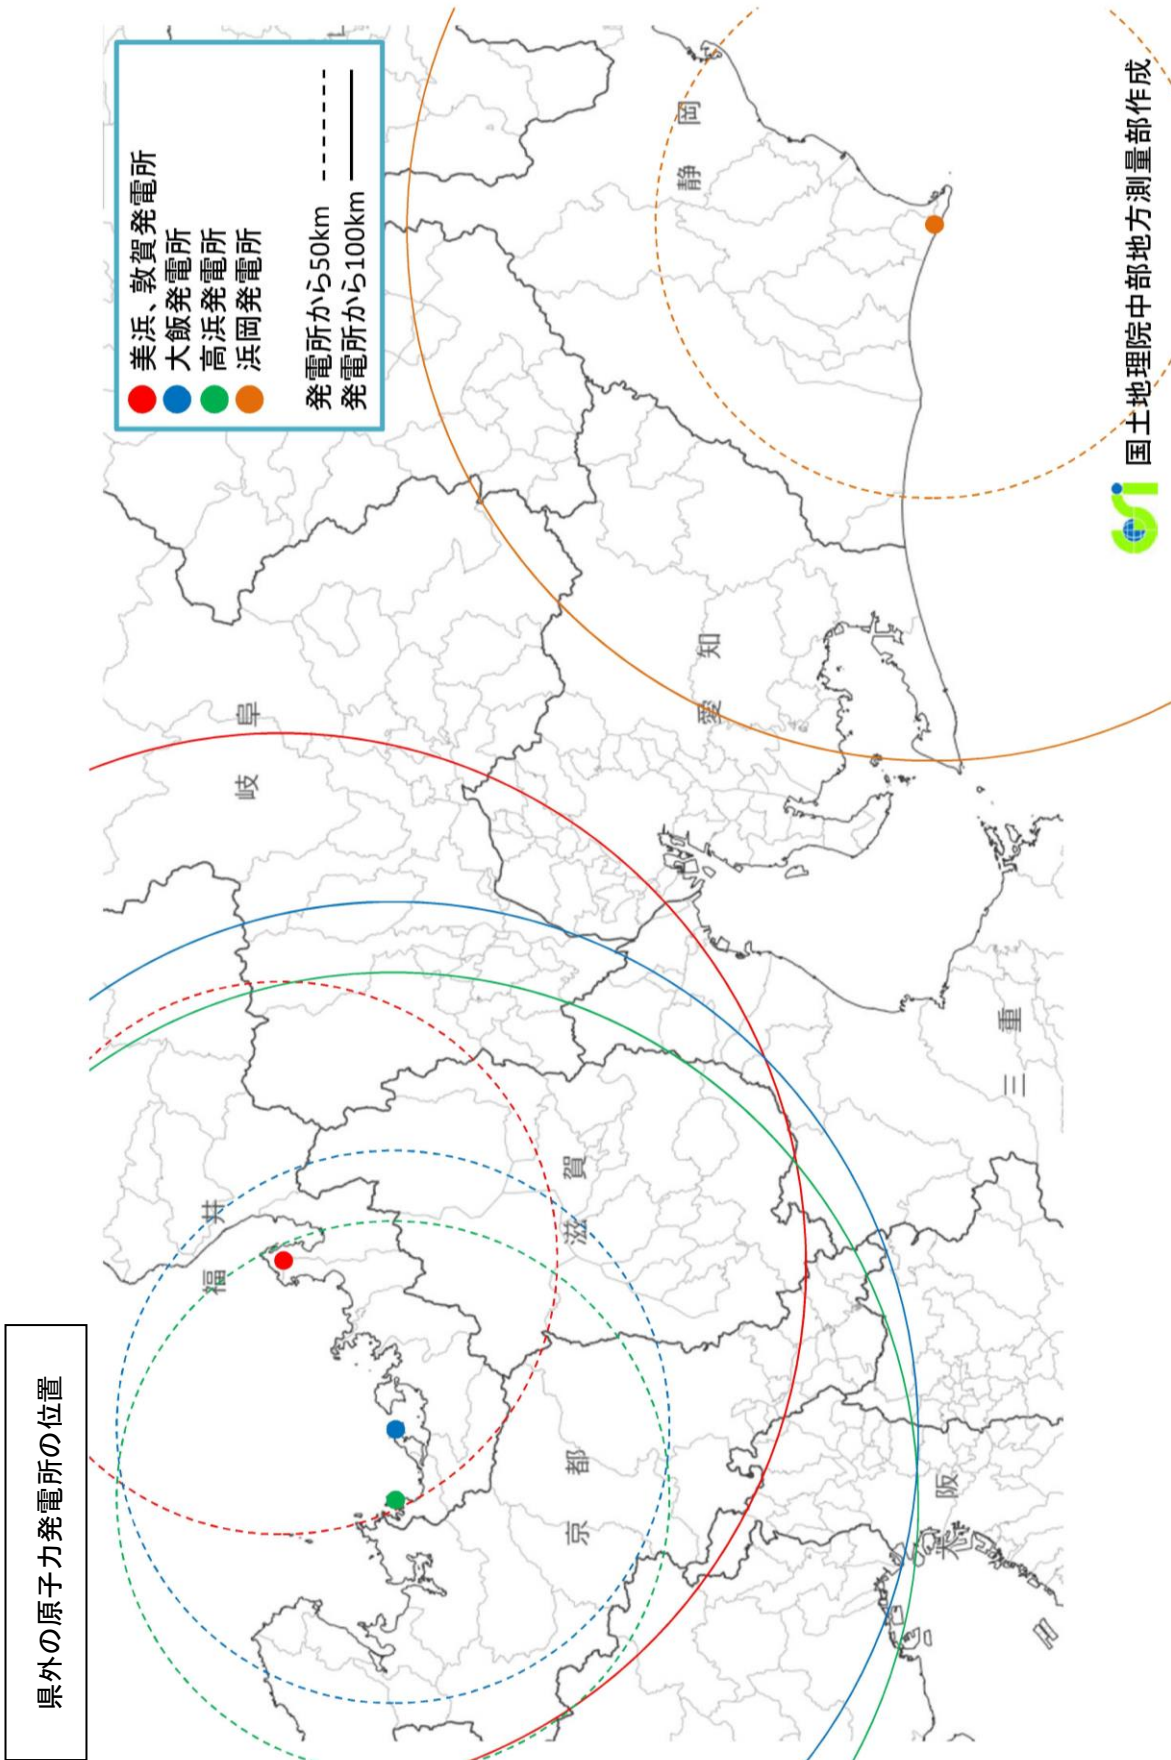 県外の原子力発電所の位置
美浜、敦賀発電所
大飯発電所
高浜発電所
浜岡発電所
発電所から50km
発電所から100km
福井
岐阜
滋賀
京都
静岡
愛知
大阪
三重
国土地理院中部地方測量部作成